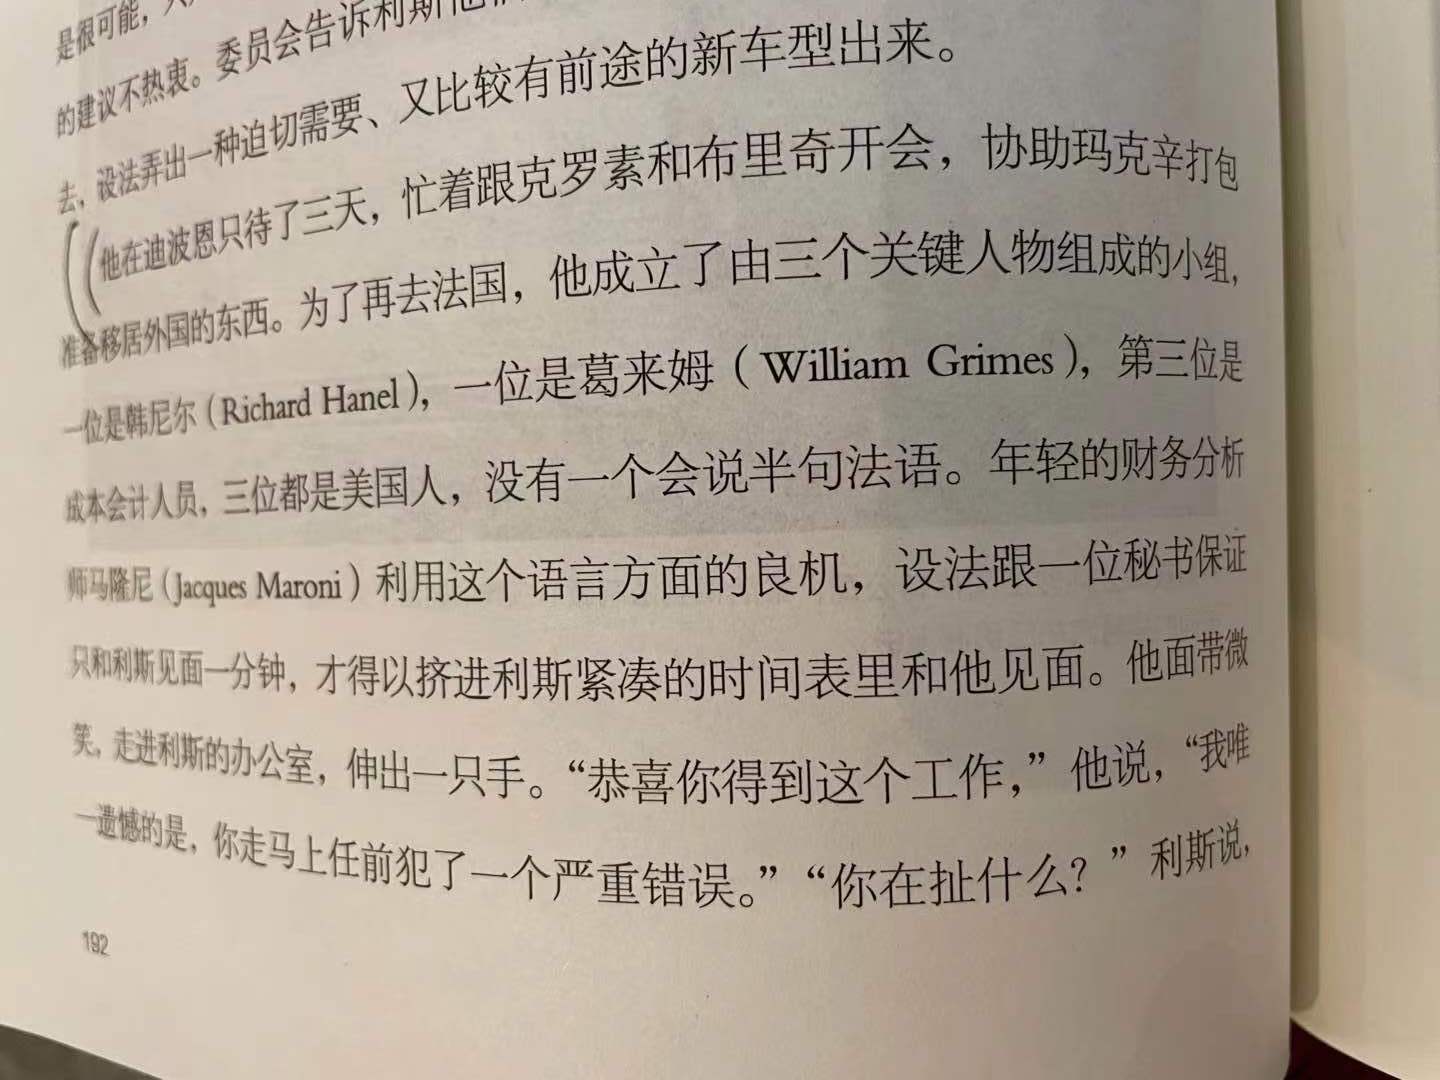 是很可能，
的建议不热衷。委员会告诉利斯他
去，设法弄出一种迫切需要、又比较有前途的新车型出来。
他在迪波恩只待了三天，忙着跟克罗素和布里奇开会，协助玛克辛打包
准备移居外国的东西。为了再去法国，他成立了由三个关键人物组成的小组，
一位是韩尼尔（Richard Hanel），一位是葛来姆（William Grimes），第三位是
成本会计人员，三位都是美国人，没有一个会说半句法语。年轻的财务分析
师马隆尼（Jacques Maroni）利用这个语言方面的良机，设法跟一位秘书保证
只和利斯见面一分钟，才得以挤进利斯紧凑的时间表里和他见面。他面带微
笑，走进利斯的办公室，伸出一只手。“恭喜你得到这个工作，”他说，“我唯
一遗憾的是，你走马上任前犯了一个严重错误。”“你在扯什么？”利斯说，
192